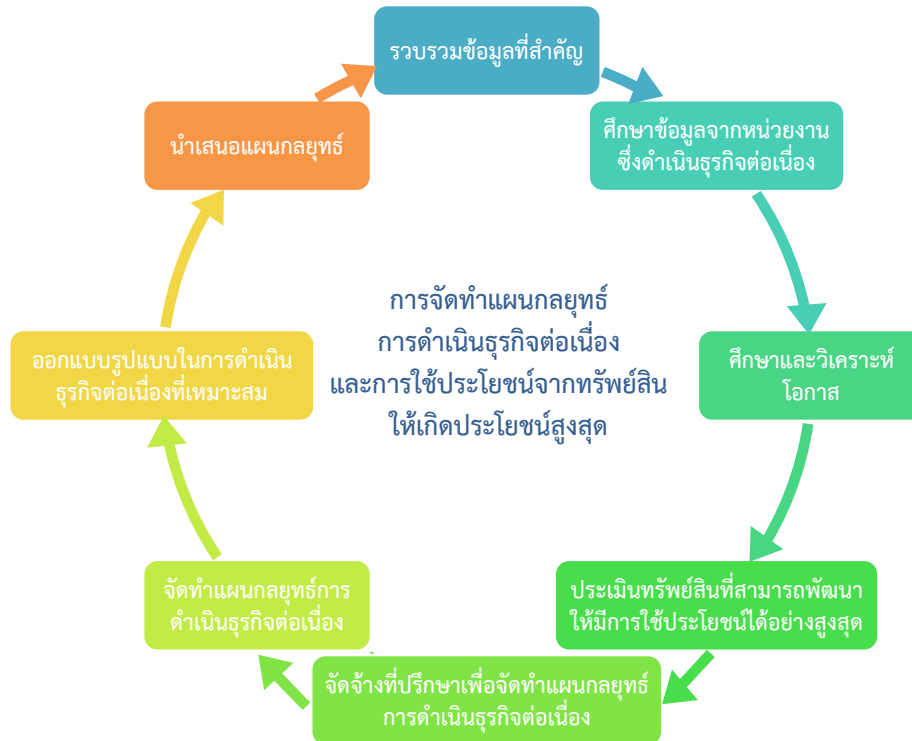 รวบรวมข้อมูลที่สำคัญ
ศึกษาข้อมูลจากหน่วยงาน
ซึ่งดำเนินธุรกิจต่อเนื่อง
ศึกษาและวิเคราะห์
โอกาส
ประเมินทรัพย์สินที่สามารถพัฒนา
ให้มีการใช้ประโยชน์ได้อย่างสูงสุด
จัดจ้างที่ปรึกษาเพื่อจัดทำแผนกลยุทธ์
การดำเนินธุรกิจต่อเนื่อง
จัดทำแผนกลยุทธ์การ
ดำเนินธุรกิจต่อเนื่อง
ออกแบบรูปแบบในการดำเนิน
ธุรกิจต่อเนื่องที่เหมาะสม
นำเสนอแผนกลยุทธ์
การจัดทำแผนกลยุทธ์
การดำเนินธุรกิจต่อเนื่อง
และการใช้ประโยชน์จากทรัพย์สิน
ให้เกิดประโยชน์สูงสุด